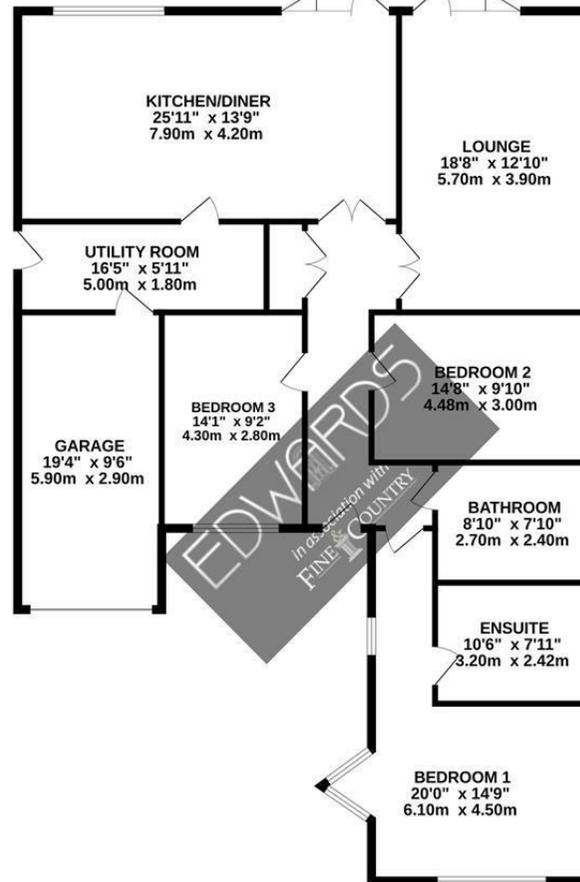 KITCHEN/DINER
25'11" x 13'9"
7.90m x 4.20m
LOUNGE
18'8" x 12'10"
5.70m x 3.90m
UTILITY ROOM
16'5" x 5'11"
5.00m x 1.80m
BEDROOM 2
14'8" x 9'10"
4.48m x 3.00m
BEDROOM 3
14'1" x 9'2"
4.30m x 2.80m
GARAGE
19'4" x 9'6"
5.90m x 2.90m
EDWARDS
in association with
FINE & COUNTRY
BATHROOM
8'10" x 7'10"
2.70m x 2.40m
ENSUITE
10'6" x 7'11"
3.20m x 2.42m
BEDROOM 1
20'0" x 14'9"
6.10m x 4.50m